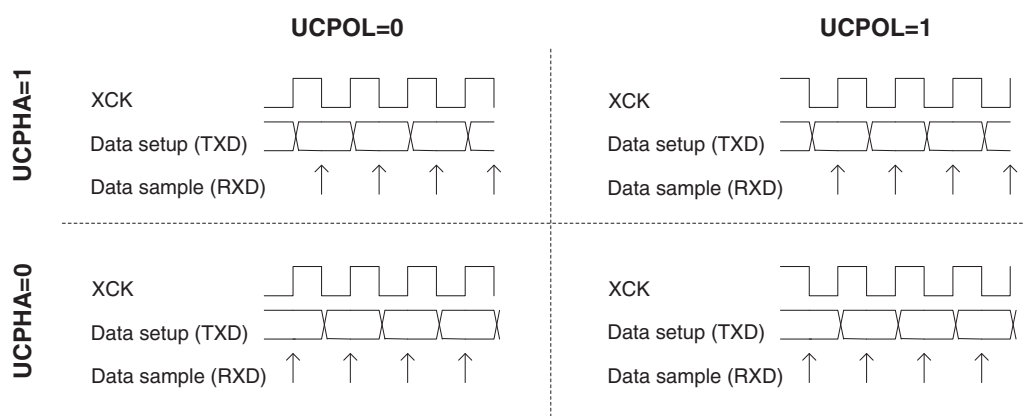 UCPOL=0
UCPOL=1
UCPHA=1
XCK
Data setup (TXD)
Data sample (RXD)
XCK
Data setup (TXD)
Data sample (RXD)
UCPHA=0
XCK
Data setup (TXD)
Data sample (RXD)
XCK
Data setup (TXD)
Data sample (RXD)